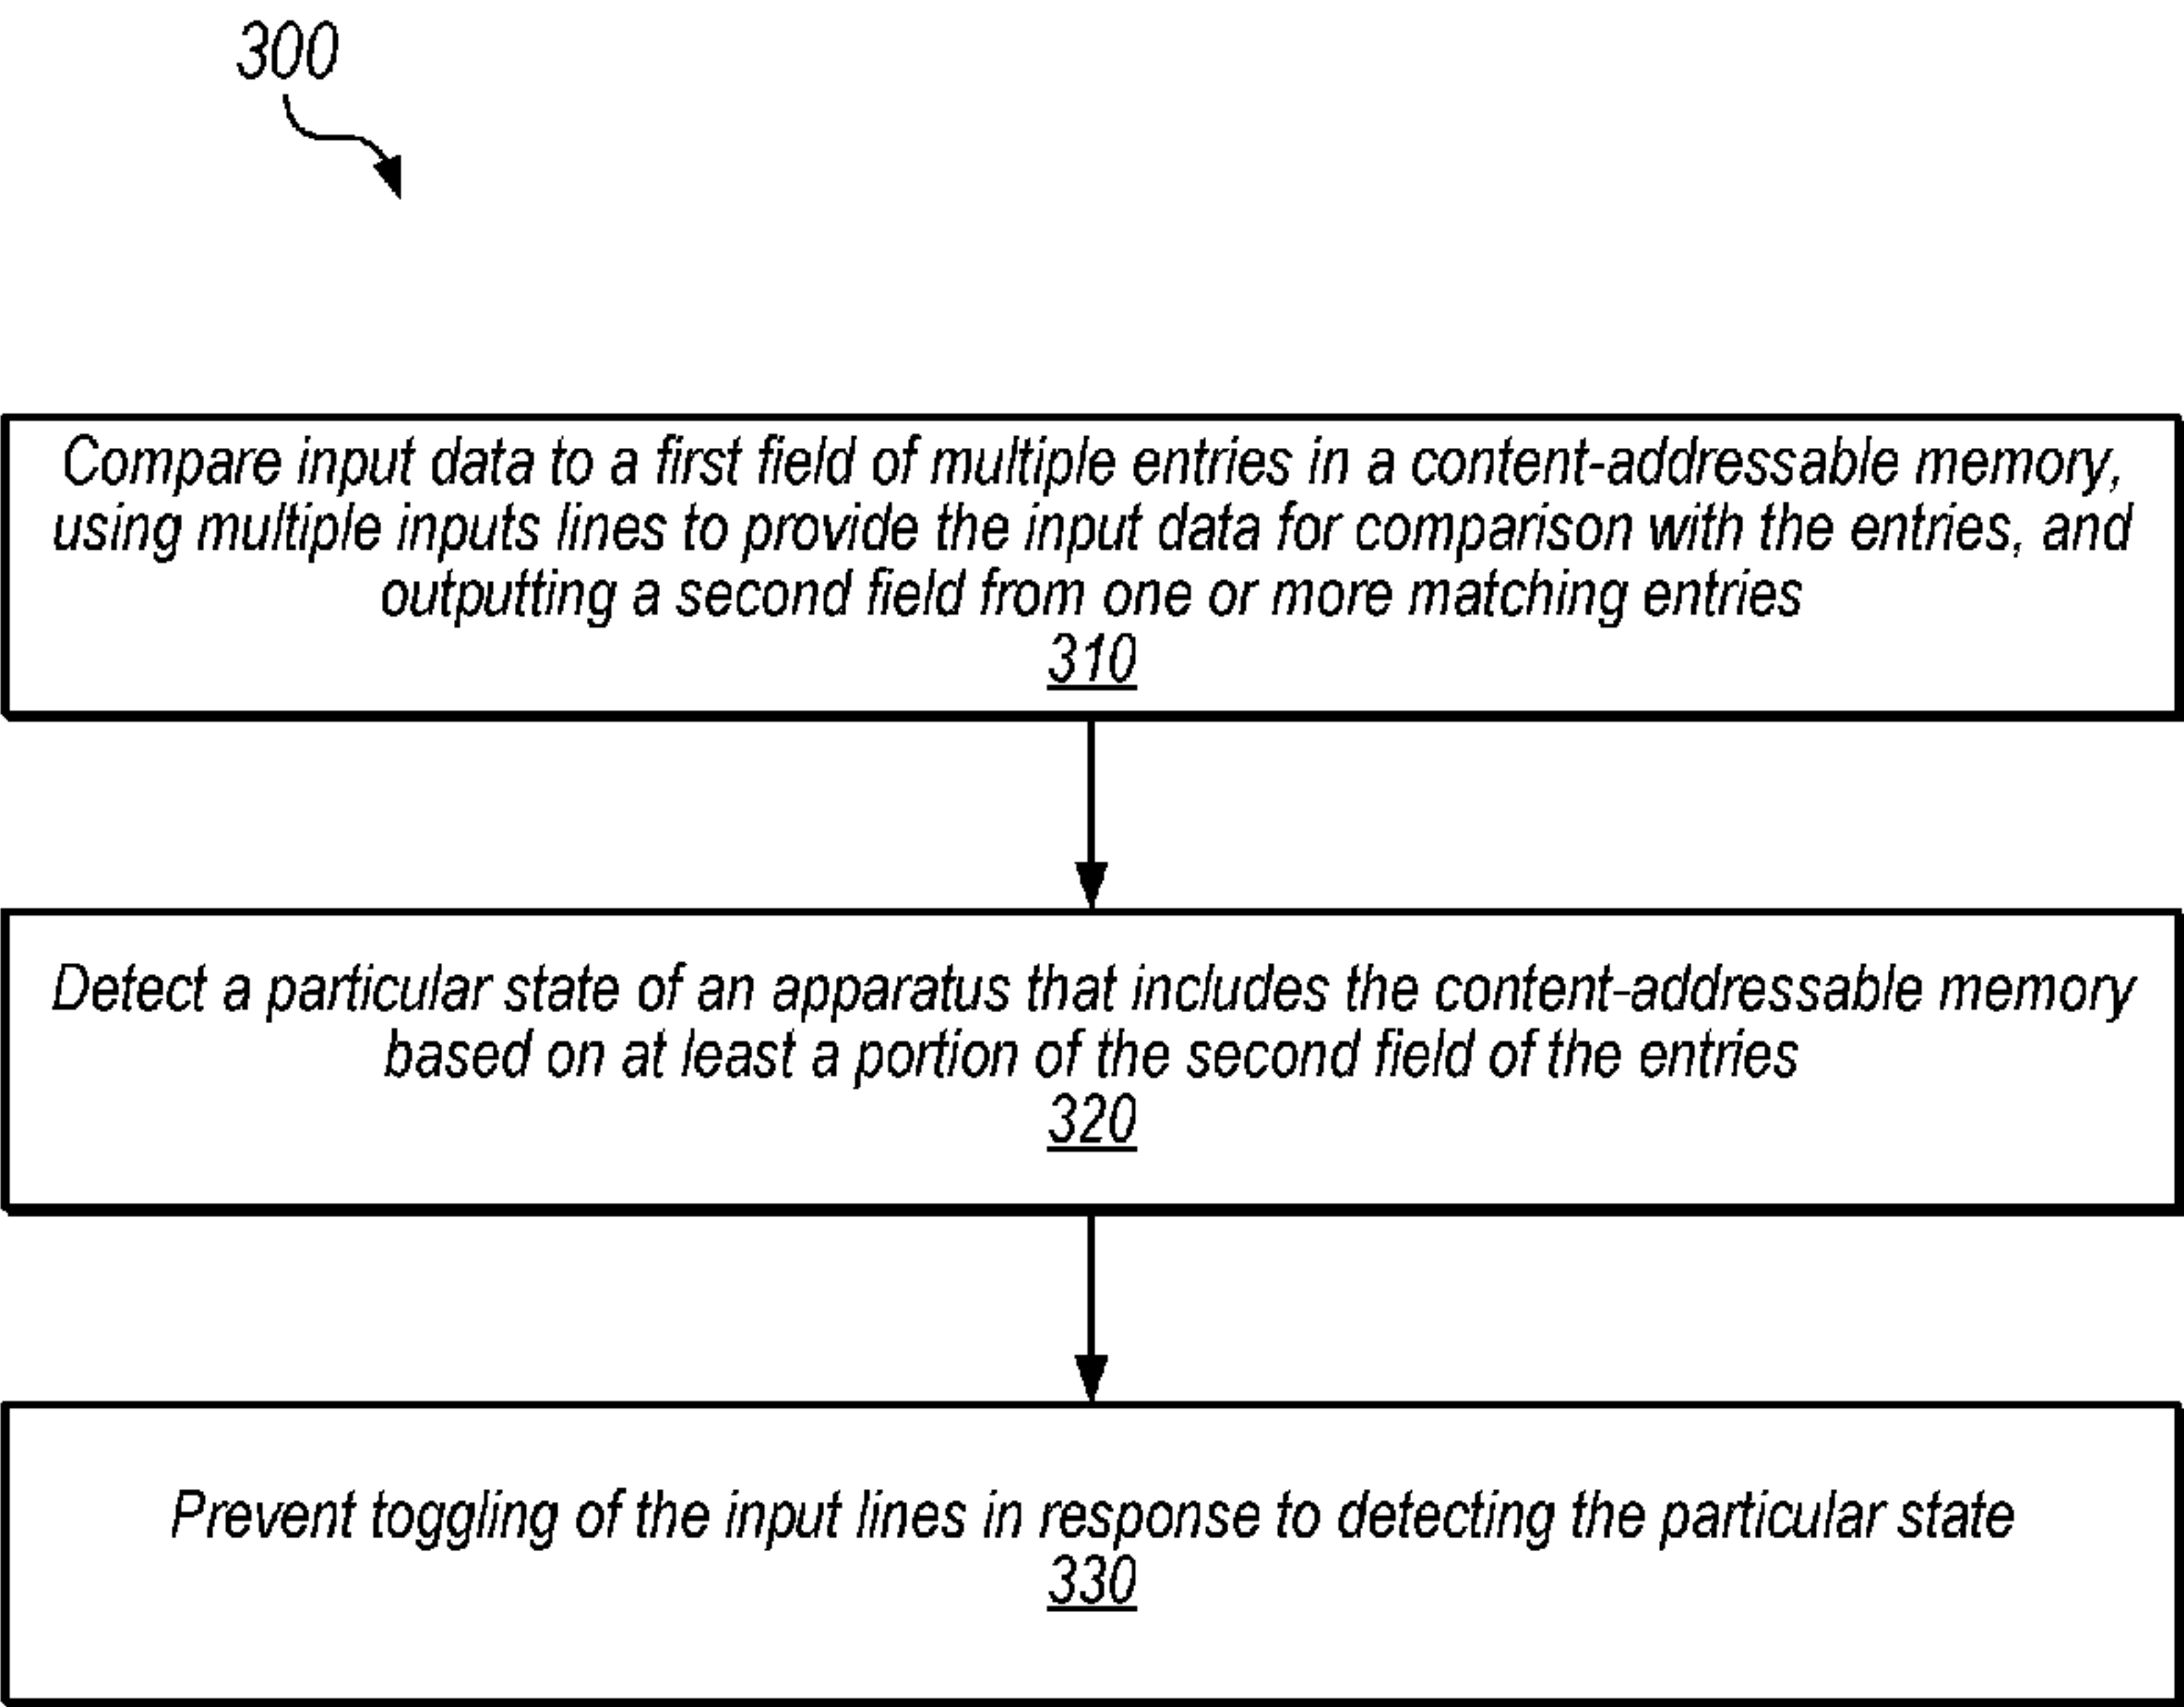 300
Compare input data to a first field of multiple entries in a content-addressable memory,
using multiple inputs lines to provide the input data for comparison with the entries, and
outputting a second field from one or more matching entries
310
Detect a particular state of an apparatus that includes the content-addressable memory
based on at least a portion of the second field of the entries
320
Prevent toggling of the input lines in response to detecting the particular state
330